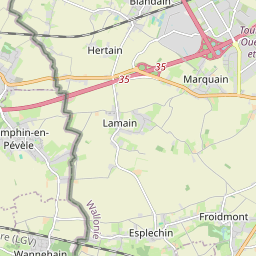 Blandain
Tou
Oue
et
Hertain
35
35
Marquain
Lamain
mphin-en-
Pévèle
Wallonie
Froidmont
Esplechin
re (LGV)
Wannehain